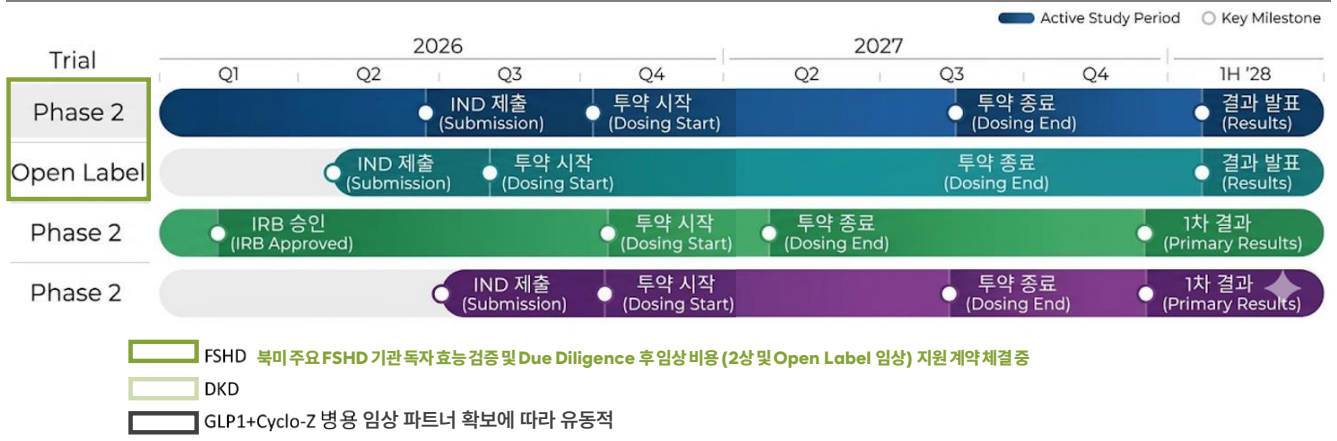 Active Study Period Key Milestone
Trial 2026 2027
Q1 Q2 Q3 Q4 Q2 Q3 Q4 1H '28
Phase 2 IND 제출 투약 시작 투약 종료 결과 발표
(Submission) (Dosing Start) (Dosing End) (Results)
Open Label IND 제출 투약 시작 투약 종료 결과 발표
(Submission) (Dosing Start) (Dosing End) (Results)
Phase 2 IRB 승인 투약 시작 투약 종료 1차 결과
(IRB Approved) (Dosing Start) (Dosing End) (Primary Results)
Phase 2 IND 제출 투약 시작 투약 종료 1차 결과
(Submission) (Dosing Start) (Dosing End) (Primary Results)
FSHD 북미 주요 FSHD 기관 독자 효능 검증 및 Due Diligence 후 임상 비용 (2상 및 Open Label 임상) 지원 계약 체결 중
DKD
GLP1+Cyclo-Z 병용 임상 파트너 확보에 따라 유동적